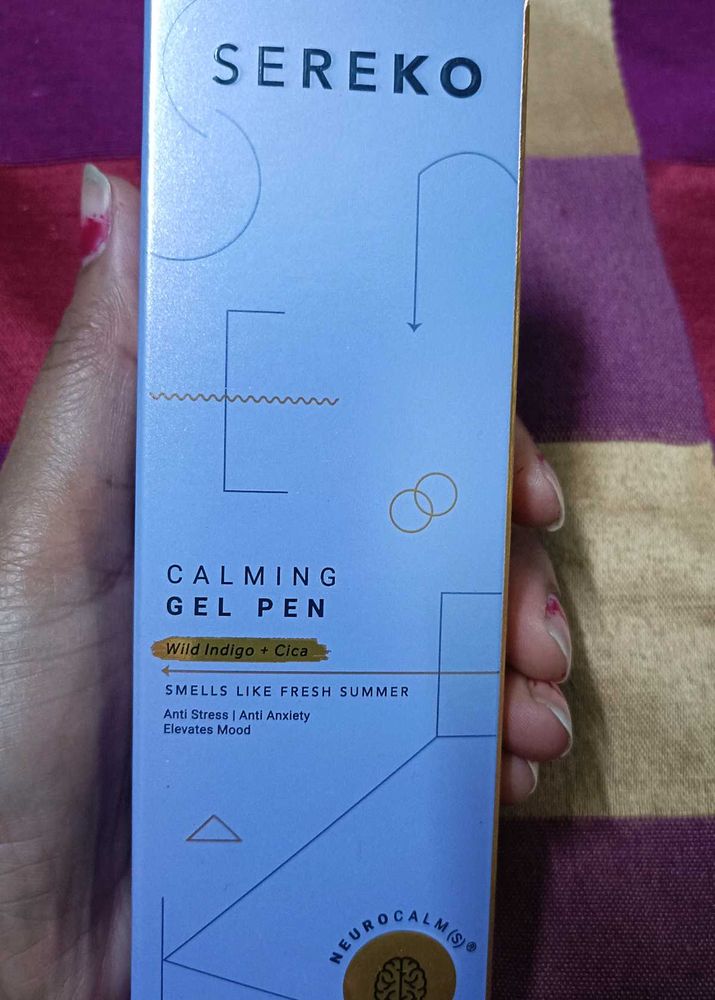 SEREKO
CALMING
GEL PEN
Wild Indigo + Cica
SMELLS LIKE FRESH SUMMER
Anti Stress | Anti Anxiety
Elevates Mood
NEUROCALM(S)®